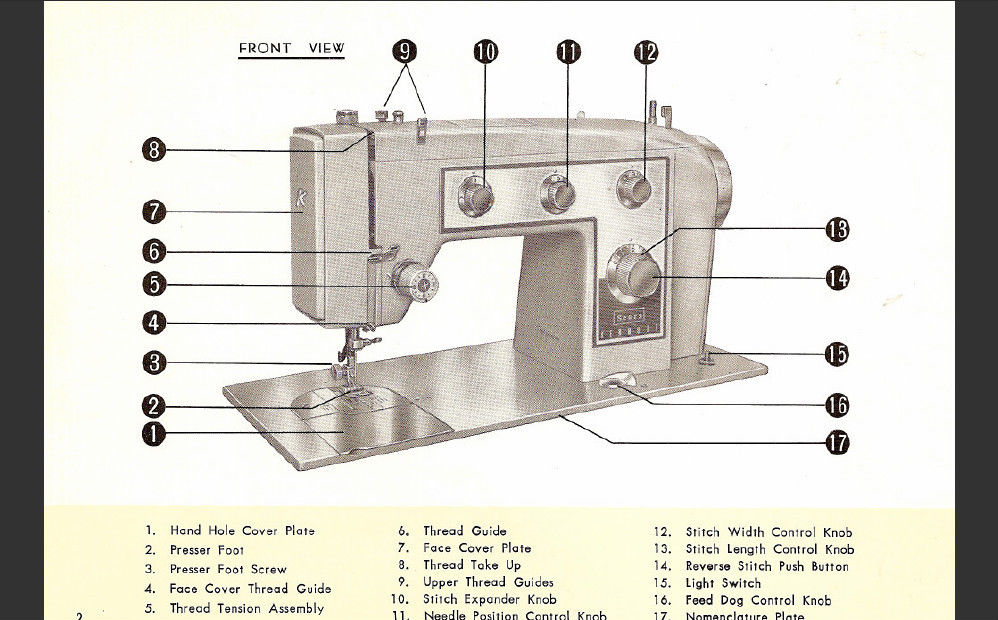 FRONT VIEW
9 10 11 12
8
7
K
6
5
4
3
2
1
13
14
Sears
KENMORE
15
16
17
1. Hand Hole Cover Plate
2. Presser Foot
3. Presser Foot Screw
4. Face Cover Thread Guide
5. Thread Tension Assembly
6. Thread Guide
7. Face Cover Plate
8. Thread Take Up
9. Upper Thread Guides
10. Stitch Expander Knob
11. Needle Position Control Knob
12. Stitch Width Control Knob
13. Stitch Length Control Knob
14. Reverse Stitch Push Button
15. Light Switch
16. Feed Dog Control Knob
17. Nomenclature Plate
2